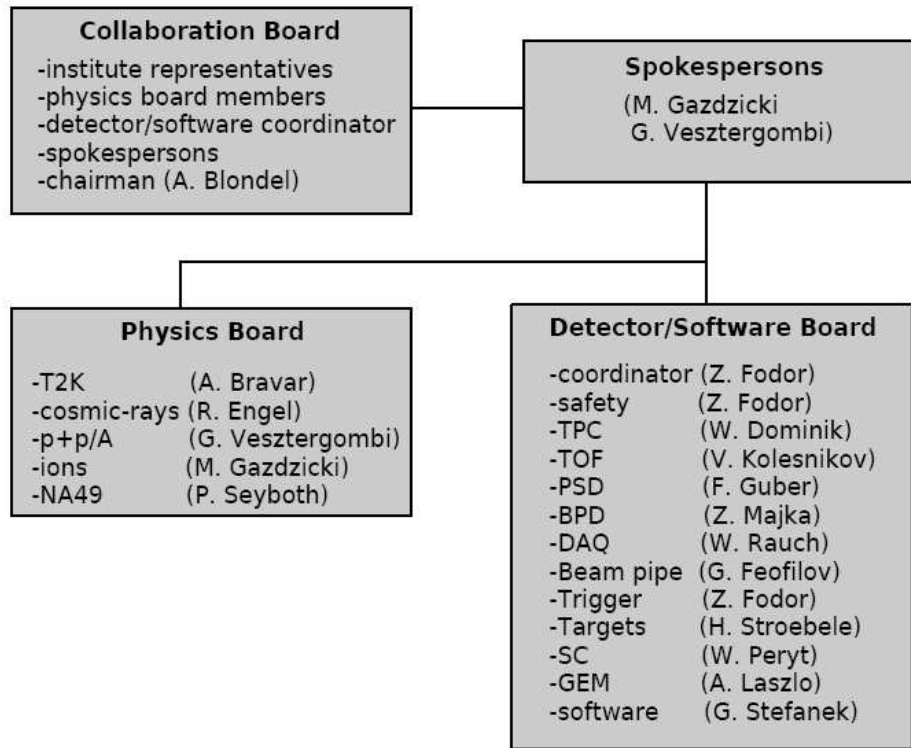 Collaboration Board
-institute representatives
-physics board members
-detector/software coordinator
-spokespersons
-chairman (A. Blondel)
Spokespersons
(M. Gazdzicki
G. Vesztergombi)
Physics Board
-T2K (A. Bravar)
-cosmic-rays (R. Engel)
-p+p/A (G. Vesztergombi)
-ions (M. Gazdzicki)
-NA49 (P. Seyboth)
Detector/Software Board
-coordinator (Z. Fodor)
-safety (Z. Fodor)
-TPC (W. Dominik)
-TOF (V. Kolesnikov)
-PSD (F. Guber)
-BPD (Z. Majka)
-DAQ (W. Rauch)
-Beam pipe (G. Feofilov)
-Trigger (Z. Fodor)
-Targets (H. Stroebele)
-SC (W. Peryt)
-GEM (A. Laszlo)
-software (G. Stefanek)